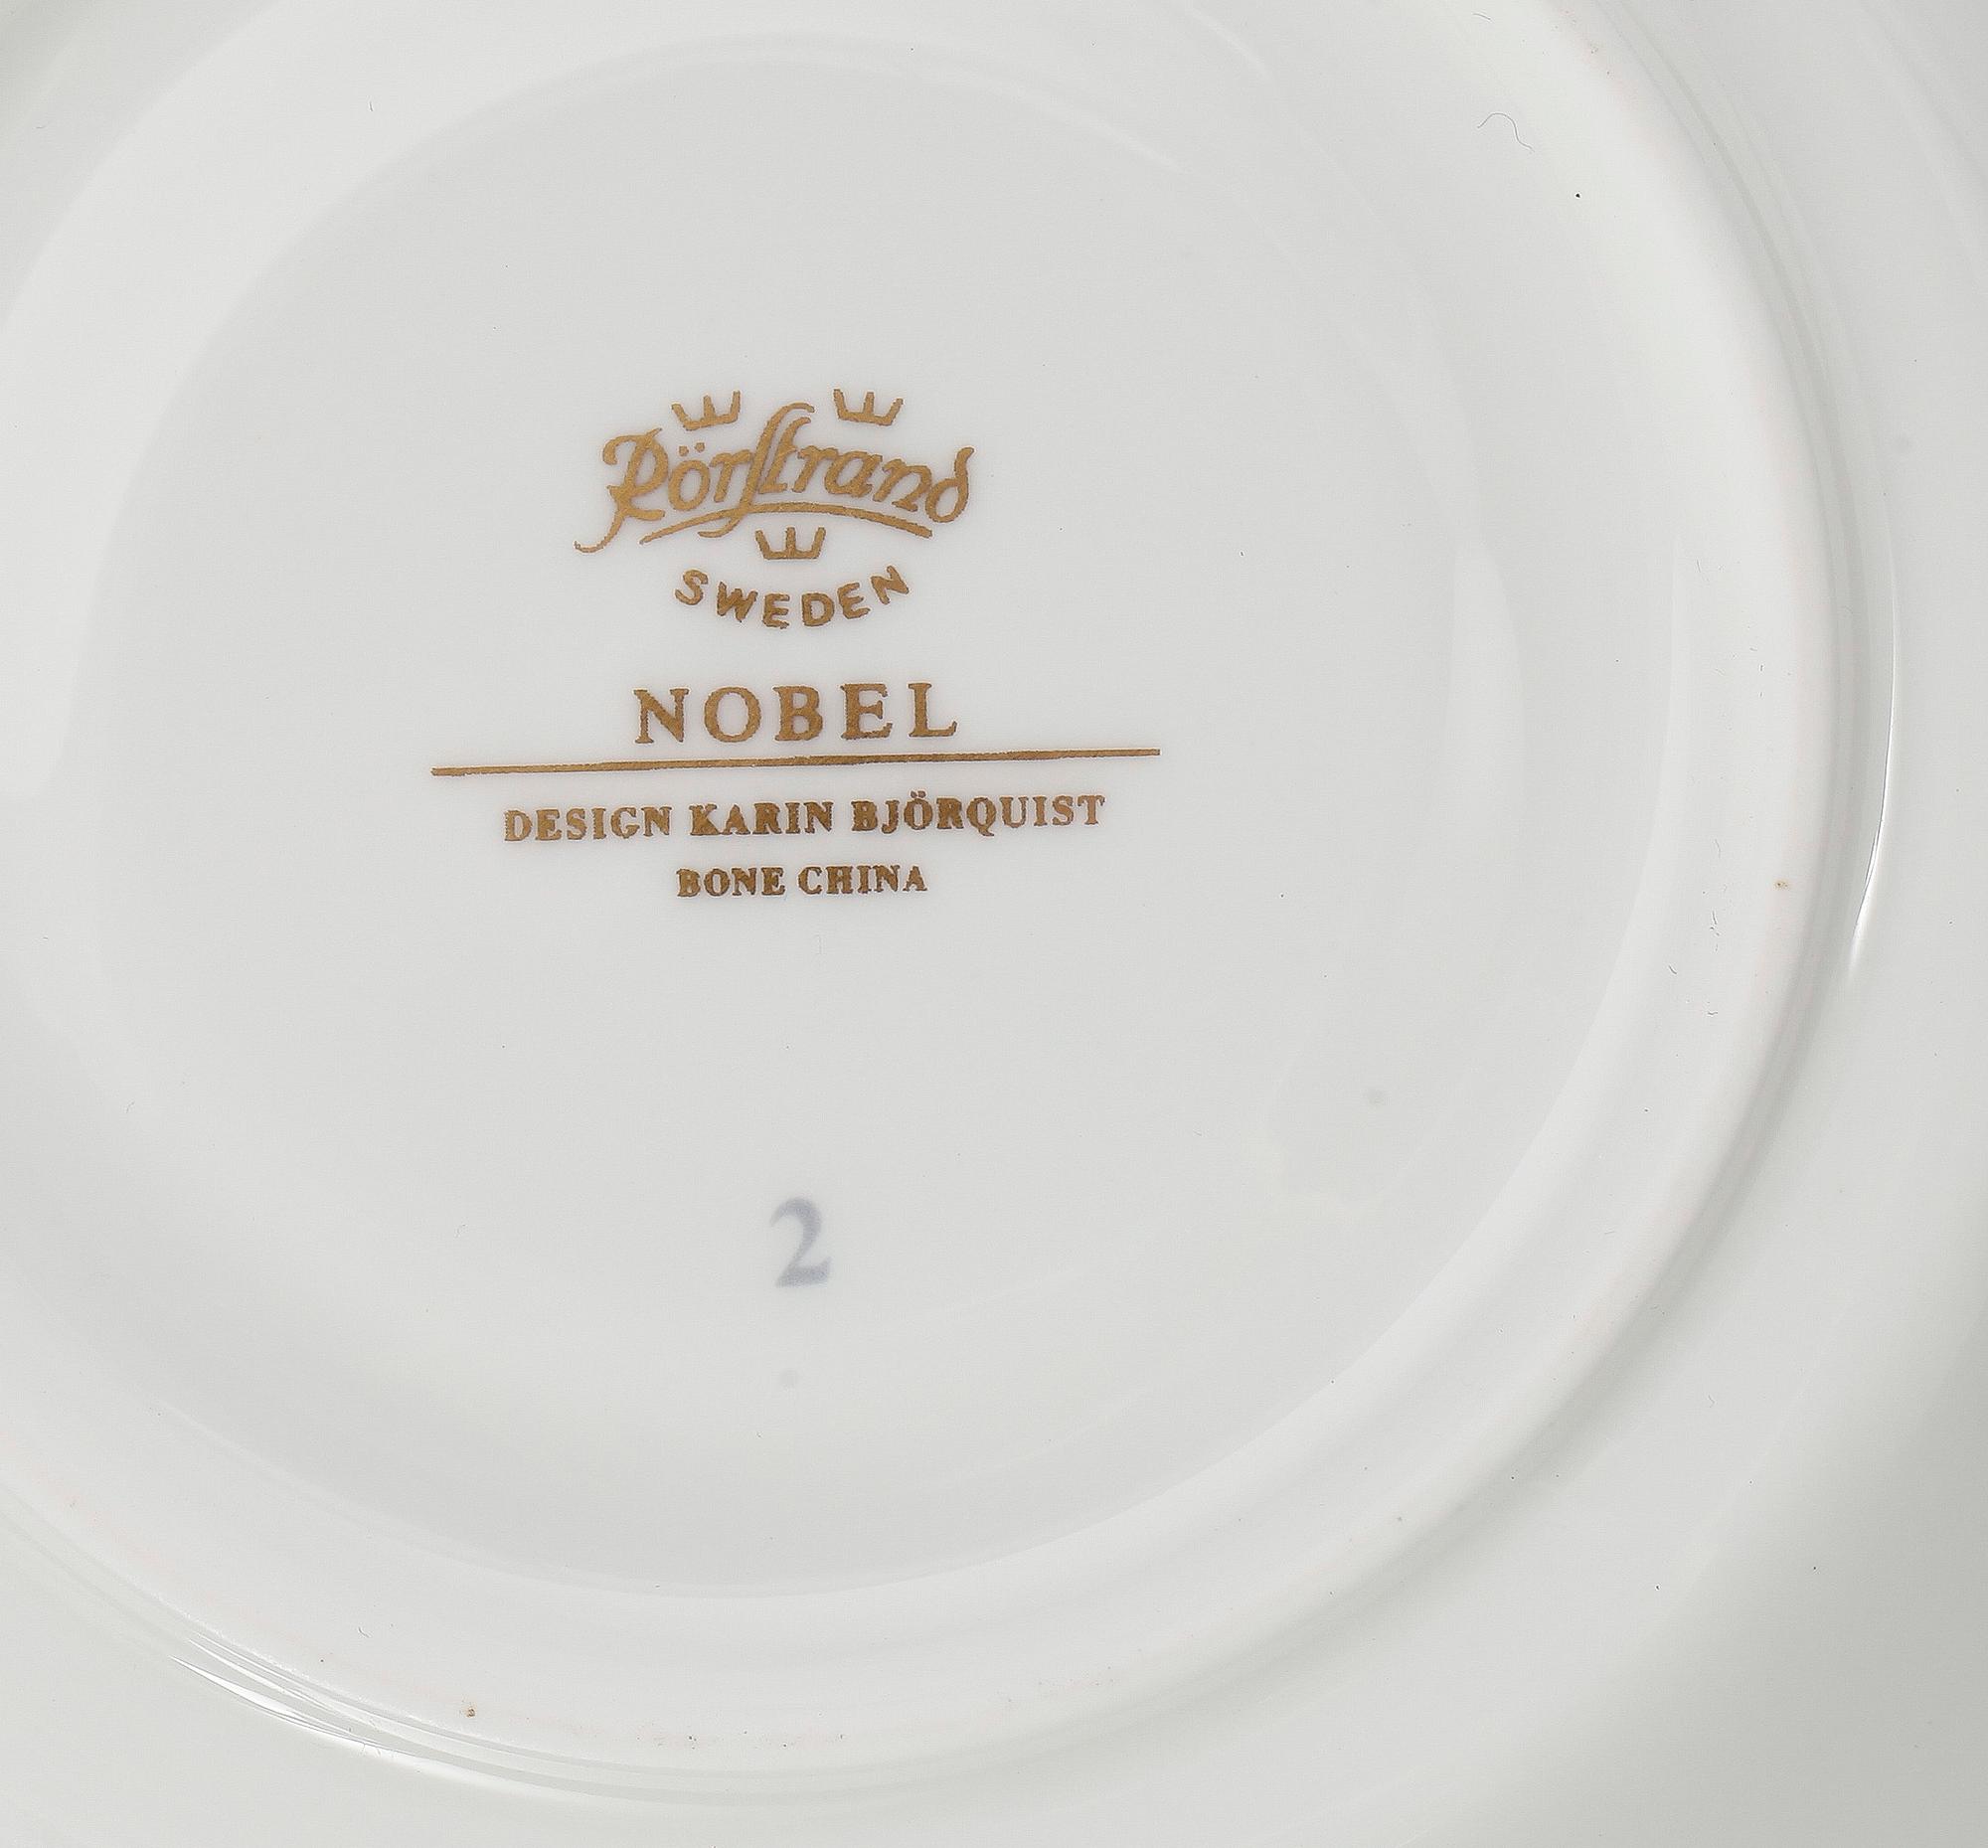 Rörstrand
SWEDEN
NOBEL
DESIGN KARIN BJÖRQUIST
BONE CHINA
2